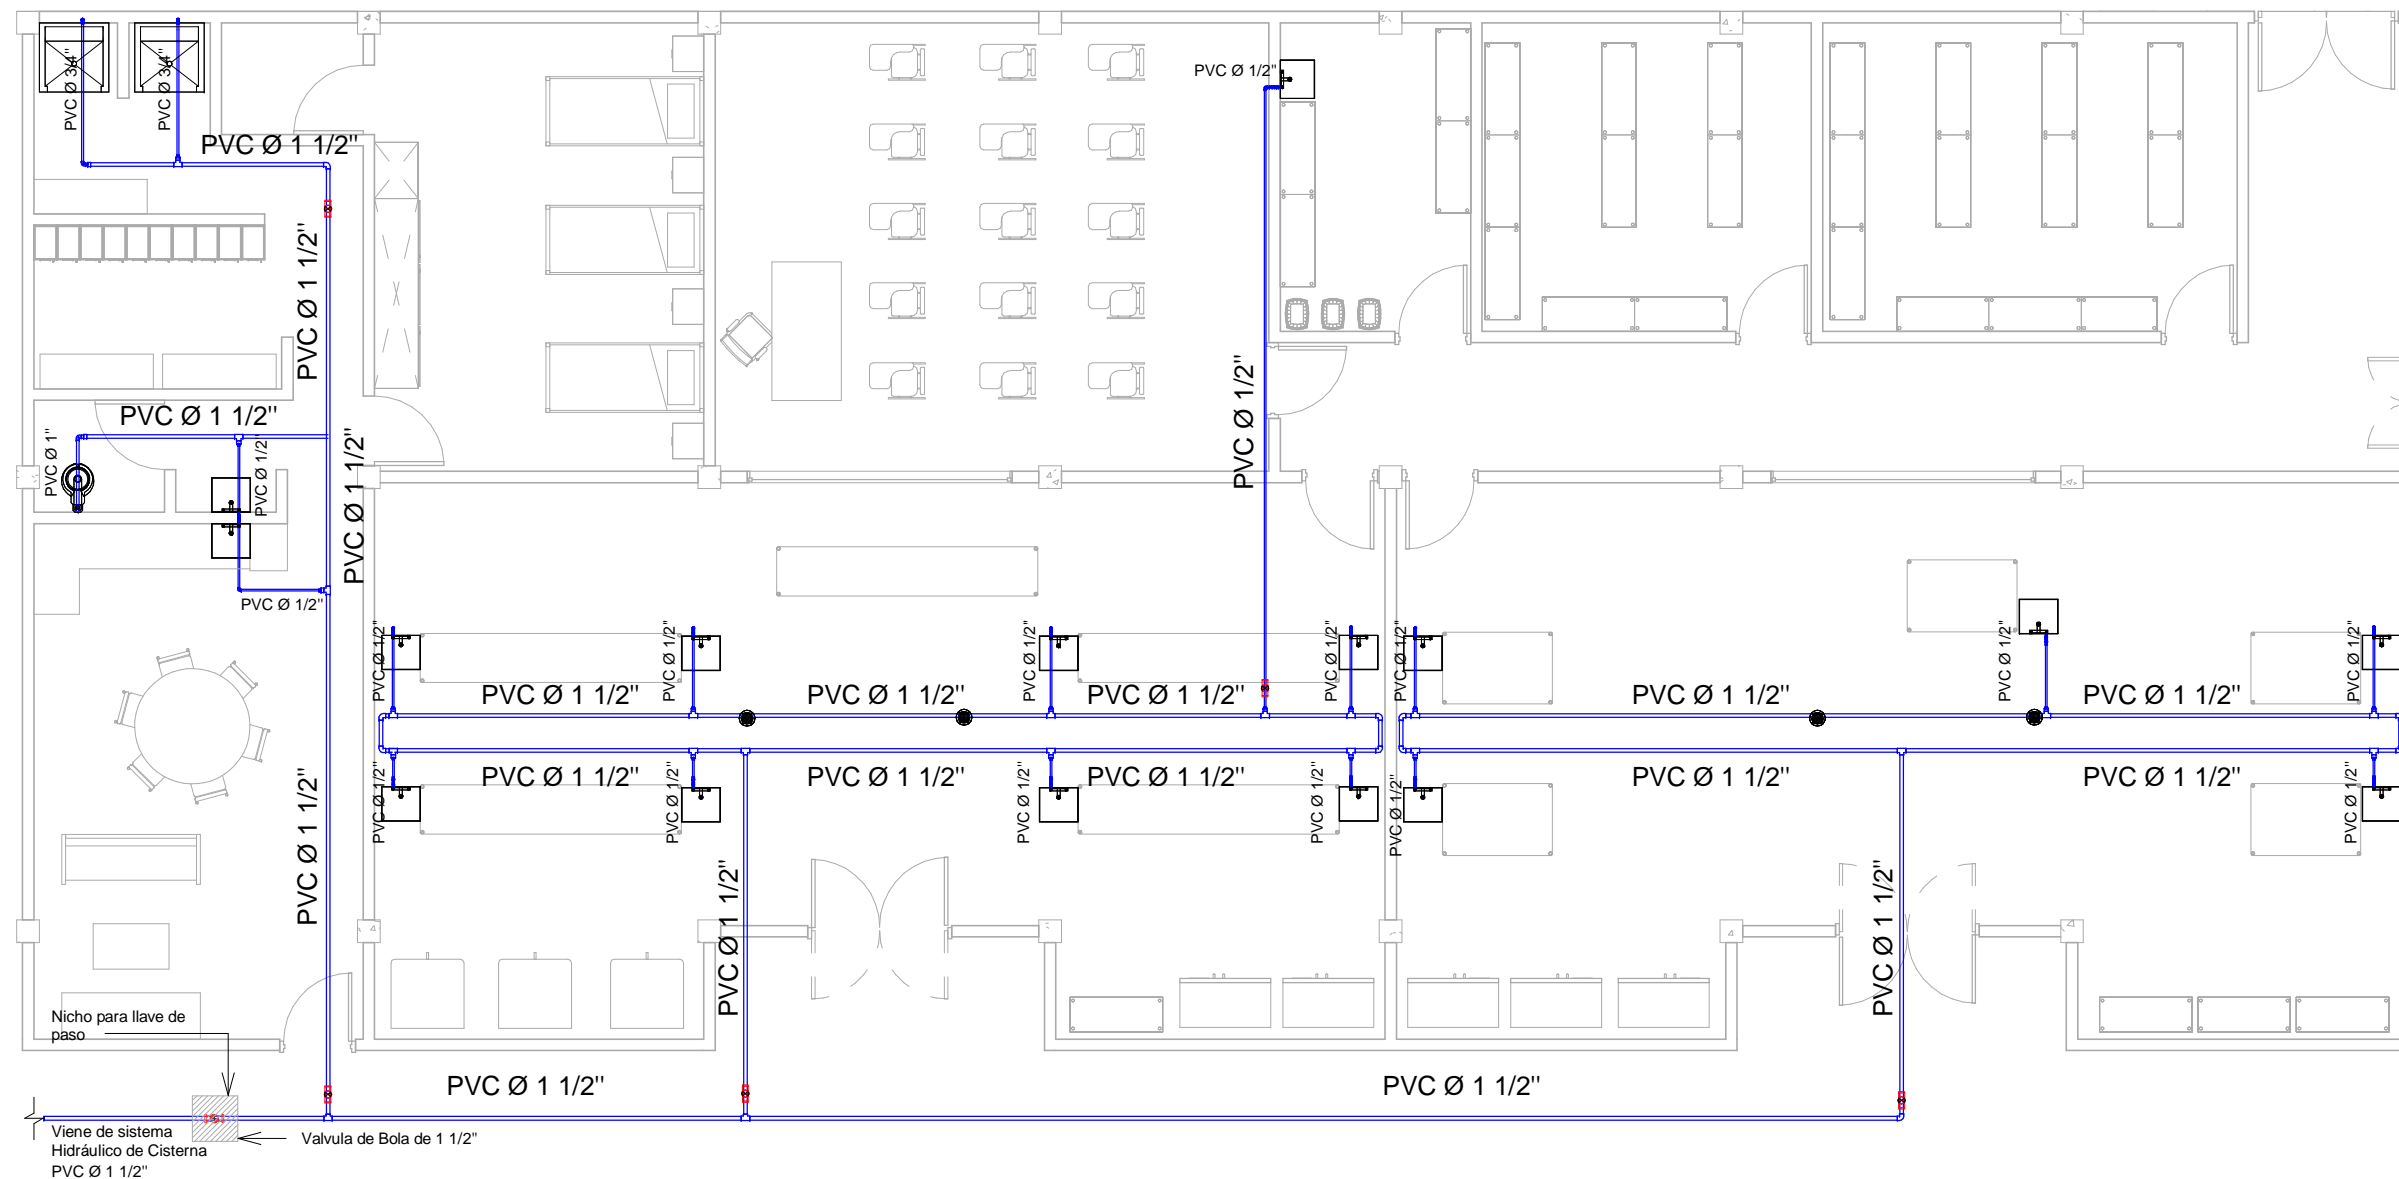 PVC Ø 3/4"
PVC Ø 3/4"
PVC Ø 1 1/2"
PVC Ø 1/2"
PVC Ø 1 1/2"
PVC Ø 1 1/2"
PVC Ø 1"
PVC Ø 1/2"
PVC Ø 1 1/2"
PVC Ø 1/2"
PVC Ø 1/2"
PVC Ø 1/2"
PVC Ø 1/2"
PVC Ø 1/2"
PVC Ø 1/2"
PVC Ø 1/2"
PVC Ø 1/2"
PVC Ø 1/2"
PVC Ø 1/2"
PVC Ø 1 1/2"
PVC Ø 1 1/2"
PVC Ø 1 1/2"
PVC Ø 1 1/2"
PVC Ø 1 1/2"
PVC Ø 1 1/2"
PVC Ø 1 1/2"
PVC Ø 1 1/2"
PVC Ø 1 1/2"
PVC Ø 1 1/2"
PVC Ø 1/2"
PVC Ø 1/2"
PVC Ø 1/2"
PVC Ø 1/2"
PVC Ø 1/2"
PVC Ø 1/2"
PVC Ø 1 1/2"
PVC Ø 1 1/2"
PVC Ø 1 1/2"
Nicho para llave de
paso
PVC Ø 1 1/2"
PVC Ø 1 1/2"
Viene de sistema
Hidráulico de Cisterna
PVC Ø 1 1/2"
Valvula de Bola de 1 1/2"